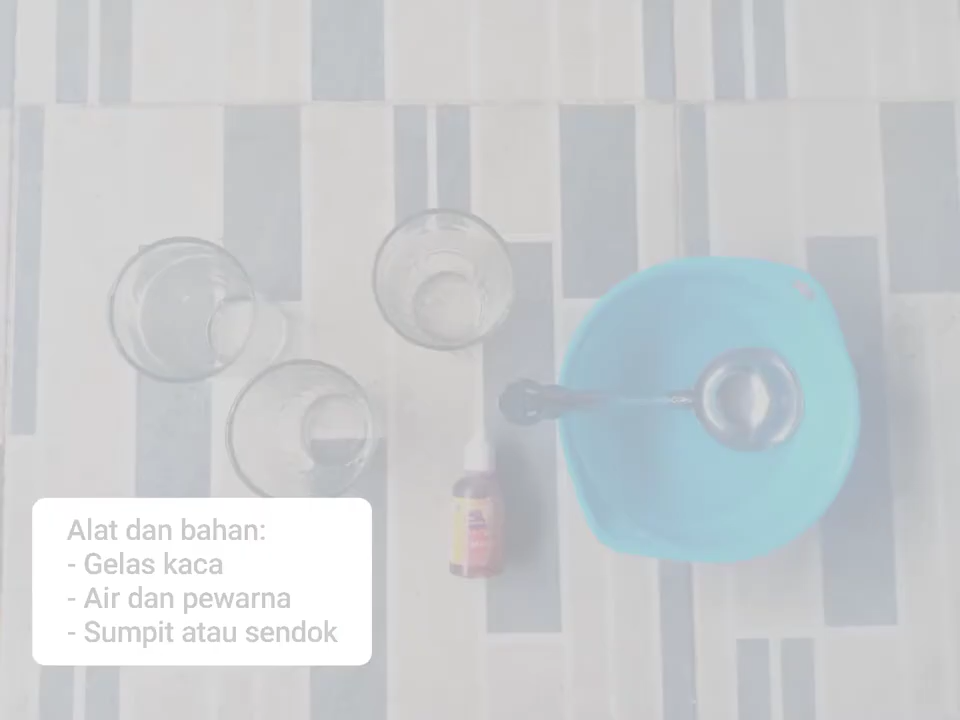 Alat dan bahan:
- Gelas kaca
- Air dan pewarna
- Sumpit atau sendok